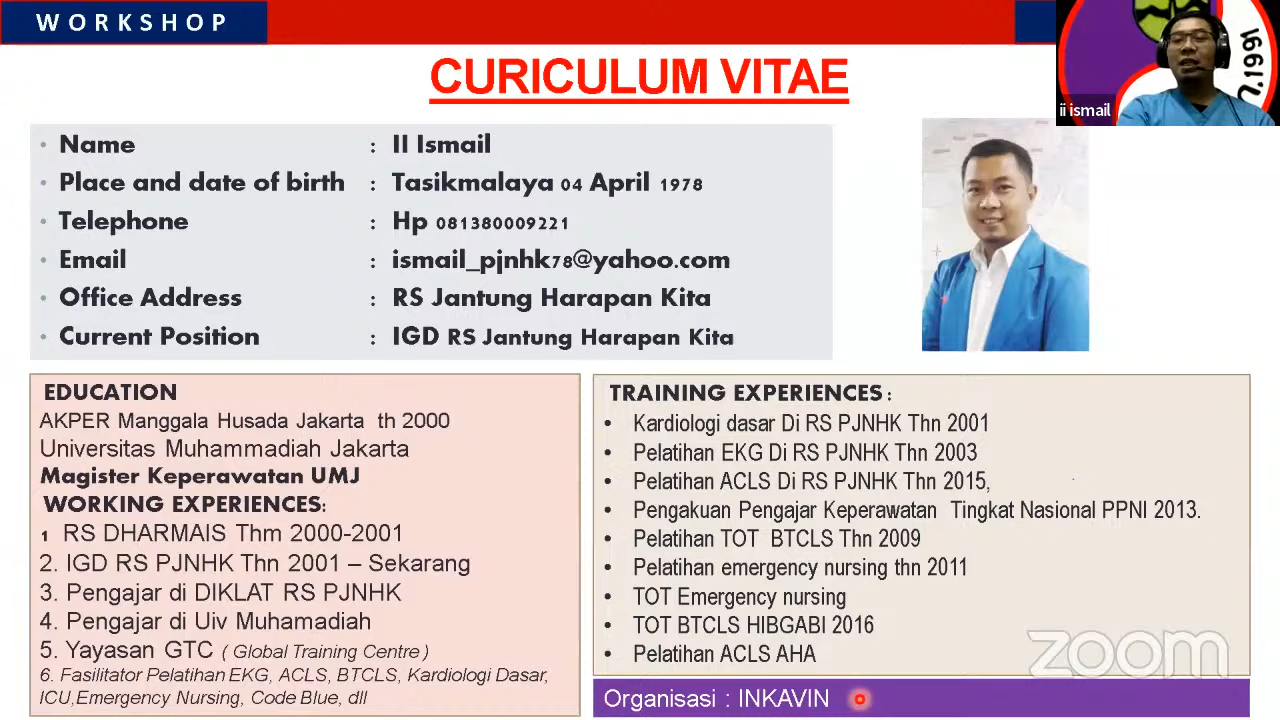 WORKSHOP
CURICULUM VITAE
ii ismail
J.1991
• Name : II Ismail
• Place and date of birth : Tasikmalaya 04 April 1978
• Telephone : Hp 081380009221
• Email : ismail_pjnhk78@yahoo.com
• Office Address : RS Jantung Harapan Kita
• Current Position : IGD RS Jantung Harapan Kita
EDUCATION
AKPER Manggala Husada Jakarta th 2000
Universitas Muhammadiah Jakarta
Magister Keperawatan UMJ
WORKING EXPERIENCES:
1 RS DHARMAIS Thm 2000-2001
2. IGD RS PJNHK Thn 2001 – Sekarang
3. Pengajar di DIKLAT RS PJNHK
4. Pengajar di Uiv Muhamadiah
5. Yayasan GTC ( Global Training Centre )
6. Fasilitator Pelatihan EKG, ACLS, BTCLS, Kardiologi Dasar,
ICU,Emergency Nursing, Code Blue, dll
TRAINING EXPERIENCES :
• Kardiologi dasar Di RS PJNHK Thn 2001
• Pelatihan EKG Di RS PJNHK Thn 2003
• Pelatihan ACLS Di RS PJNHK Thn 2015,
• Pengakuan Pengajar Keperawatan Tingkat Nasional PPNI 2013.
• Pelatihan TOT BTCLS Thn 2009
• Pelatihan emergency nursing thn 2011
• TOT Emergency nursing
• TOT BTCLS HIBGABI 2016
• Pelatihan ACLS AHA
zoom
Organisasi : INKAVIN